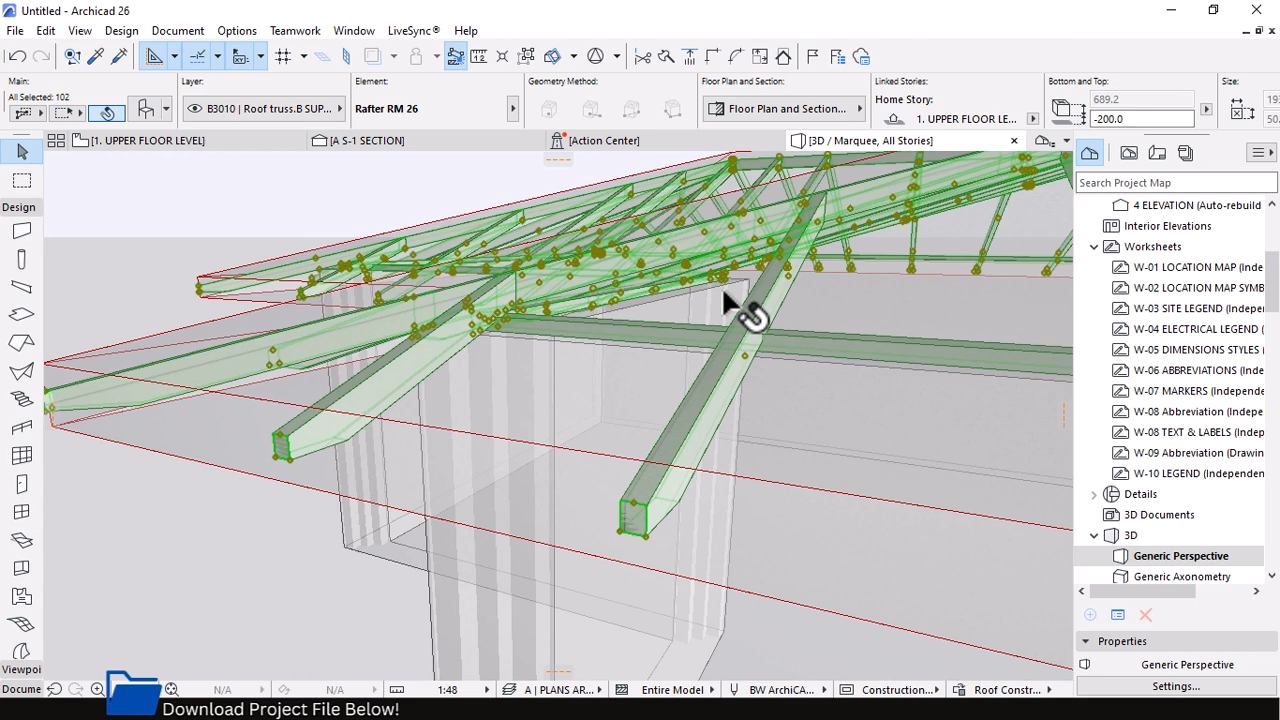 Untitled - Archicad 26
File Edit View Design Document Options Teamwork Window LiveSync® Help
Main:
All Selected: 102
Layer:
B3010 | Roof truss.B SUP...
Element:
Rafter RM 26
Geometry Method:
Floor Plan and Section:
Floor Plan and Section...
Linked Stories:
Home Story:
1. UPPER FLOOR LE...
Bottom and Top:
689.2
-200.0
Size:
[1. UPPER FLOOR LEVEL]
[A S-1 SECTION]
[Action Center]
[3D / Marquee, All Stories]
Design
Viewpoi
Docume
Search Project Map
4 ELEVATION (Auto-rebuild
Interior Elevations
Worksheets
W-01 LOCATION MAP (Inde
W-02 LOCATION MAP SYMB
W-03 SITE LEGEND (Indepen
W-04 ELECTRICAL LEGEND (
W-05 DIMENSIONS STYLES (
W-06 ABBREVIATIONS (Inde
W-07 MARKERS (Independen
W-08 Abbreviation (Indepe
W-08 TEXT & LABELS (Indep
W-09 Abbreviation (Drawin
W-10 LEGEND (Independen
Details
3D Documents
3D
Generic Perspective
Generic Axonometry
Properties
Generic Perspective
Settings...
N/A
N/A
1:48
A | PLANS AR...
Entire Model
BW ArchiCA...
Construction...
Roof Constr...
Download Project File Below!